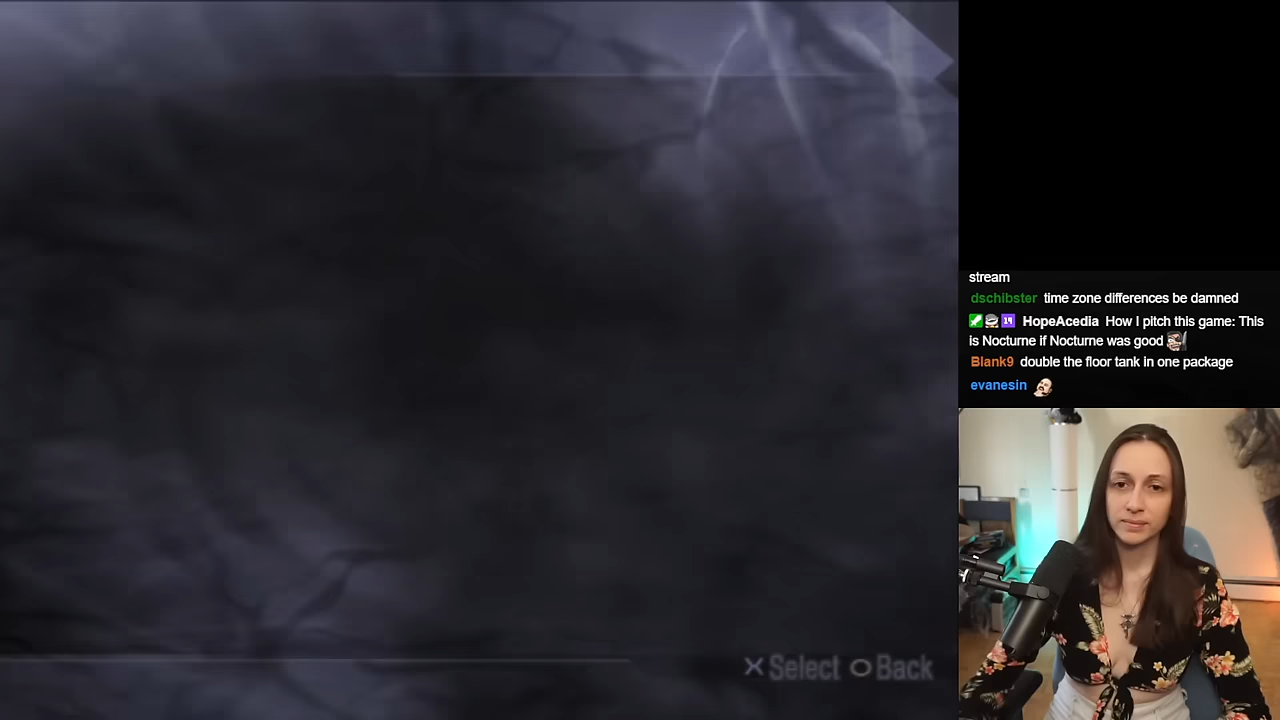 stream
dschibster time zone differences be damned
19 HopeAcedia How I pitch this game: This
is Nocturne if Nocturne was good
Blank9 double the floor tank in one package
evanesin
Select Back